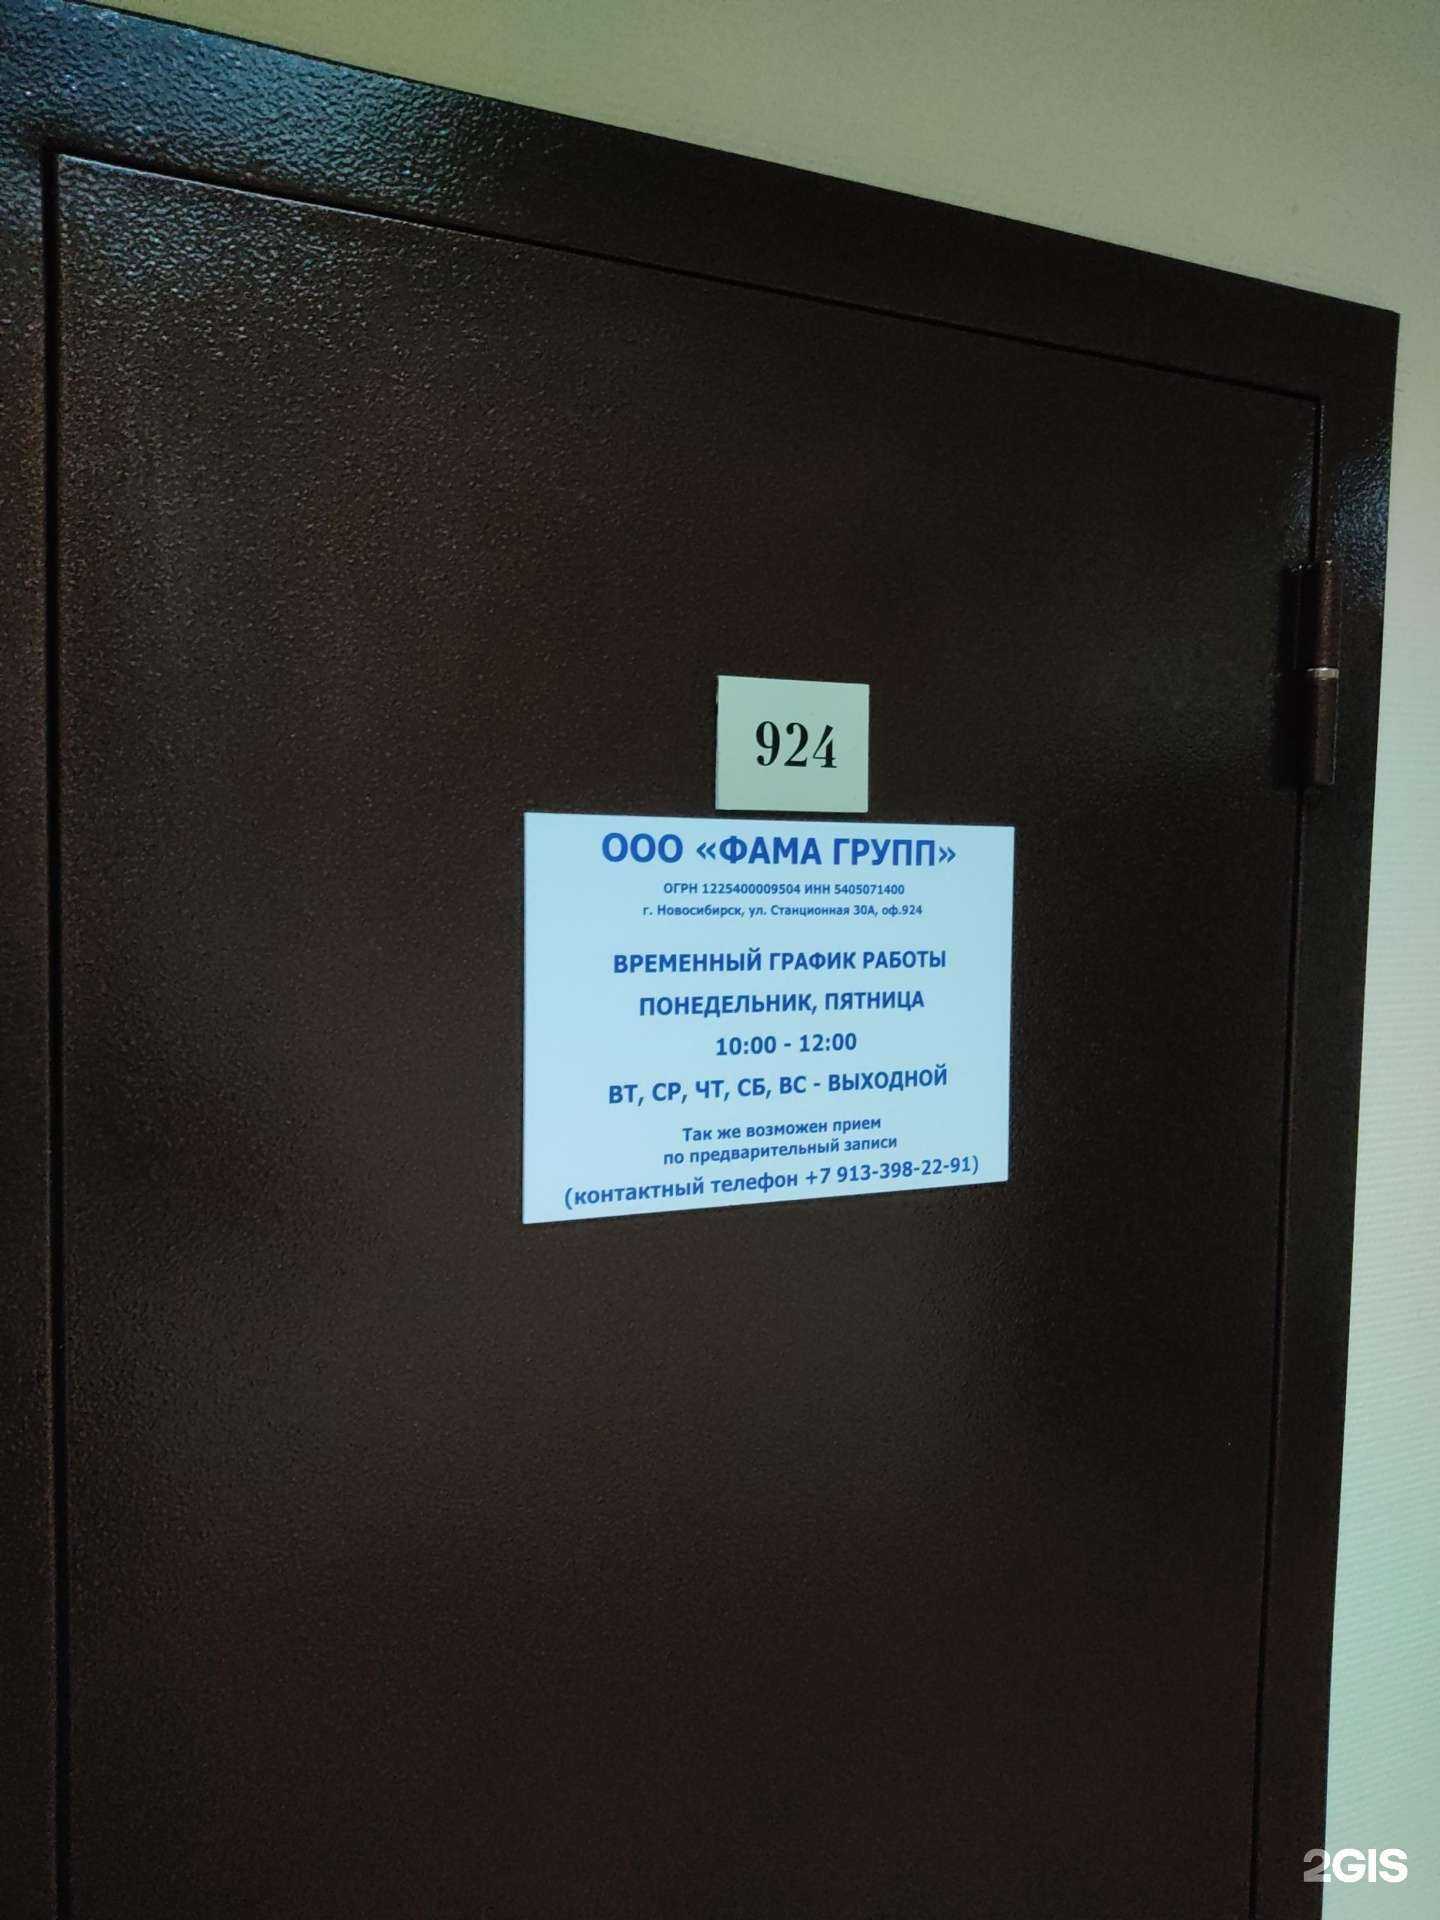 924
ООО «ФАМА ГРУПП»
ОГРН 1225400009504 ИНН 5405071400
г. Новосибирск, ул. Станционная 30А, оф.924
ВРЕМЕННЫЙ ГРАФИК РАБОТЫ
ПОНЕДЕЛЬНИК, ПЯТНИЦА
10:00 - 12:00
ВТ, СР, ЧТ, СБ, ВС - ВЫХОДНОЙ
Так же возможен прием
по предварительный записи
(контактный телефон +7 913-398-22-91)
2GIS